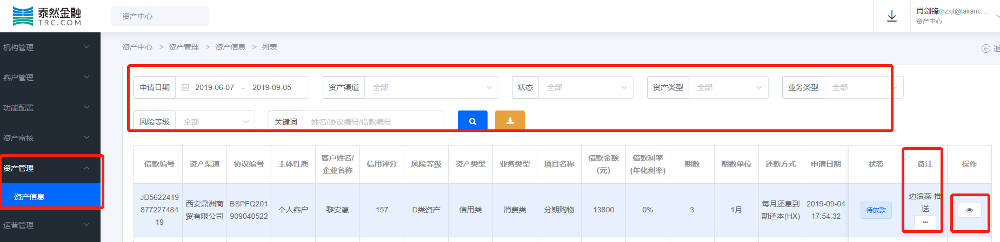 泰然金融
TRC.COM
资产中心
肖剑锋(hzxjf@tairanc...
资产中心
机构管理
客户管理
功能配置
资产审核
资产管理
资产信息
运营管理
资产中心 > 资产管理 > 资产信息 > 列表
返
申请日期 2019-06-07 - 2019-09-05 资产渠道 全部 状态 全部 资产类型 全部 业务类型 全部
风险等级 全部 关键词 姓名/协议编号/借款编号
借款编号 资产渠道 协议编号 主体性质 客户姓名/企业名称 信用评分 风险等级 资产类型 业务类型 项目名称 借款金额(元) 借款利率(年化利率) 期数 期数单位 还款方式 申请日期 状态 备注 操作
JD562241987722748419 西安鼎洲商贸有限公司 BSPFQ201909040522 个人客户 黎安瀛 157 D类资产 信用类 消费类 分期购物 13800 0% 3 1月 每月还息到期还本(HX) 2019-09-04 17:54:32 待放款 边浪燕-推送